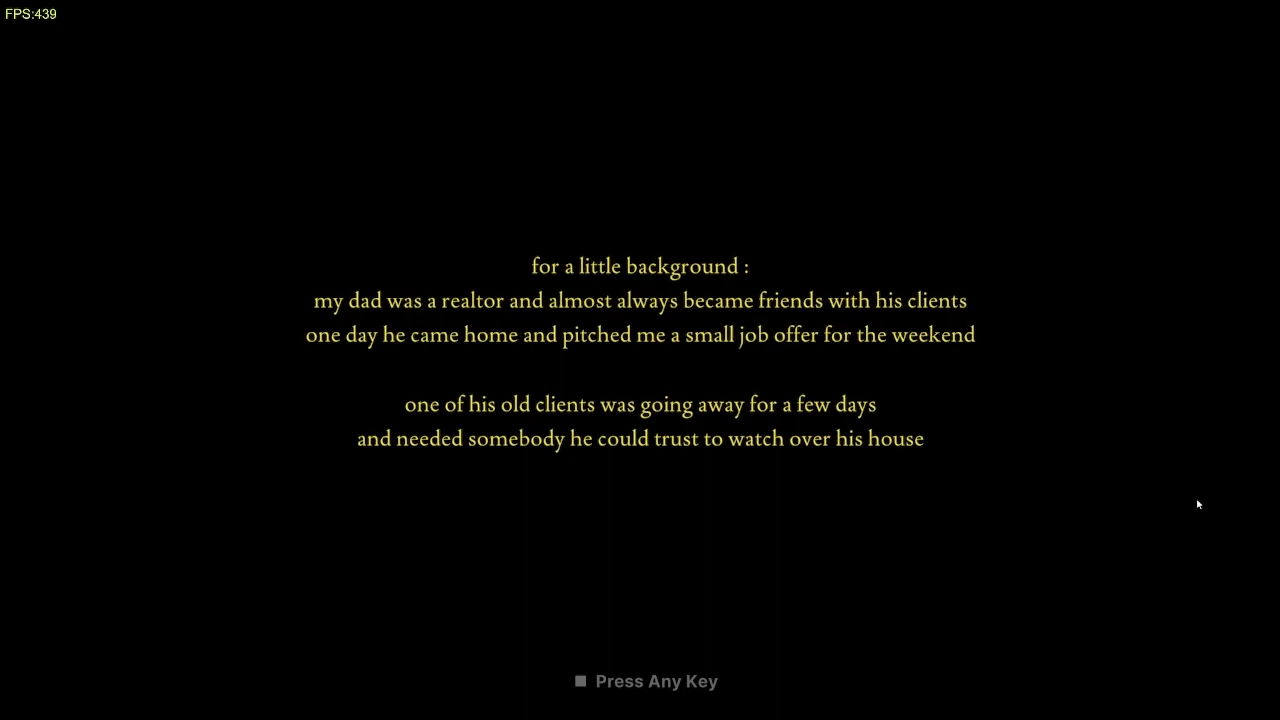 FPS:439
for a little background :
my dad was a realtor and almost always became friends with his clients
one day he came home and pitched me a small job offer for the weekend
one of his old clients was going away for a few days
and needed somebody he could trust to watch over his house
Press Any Key